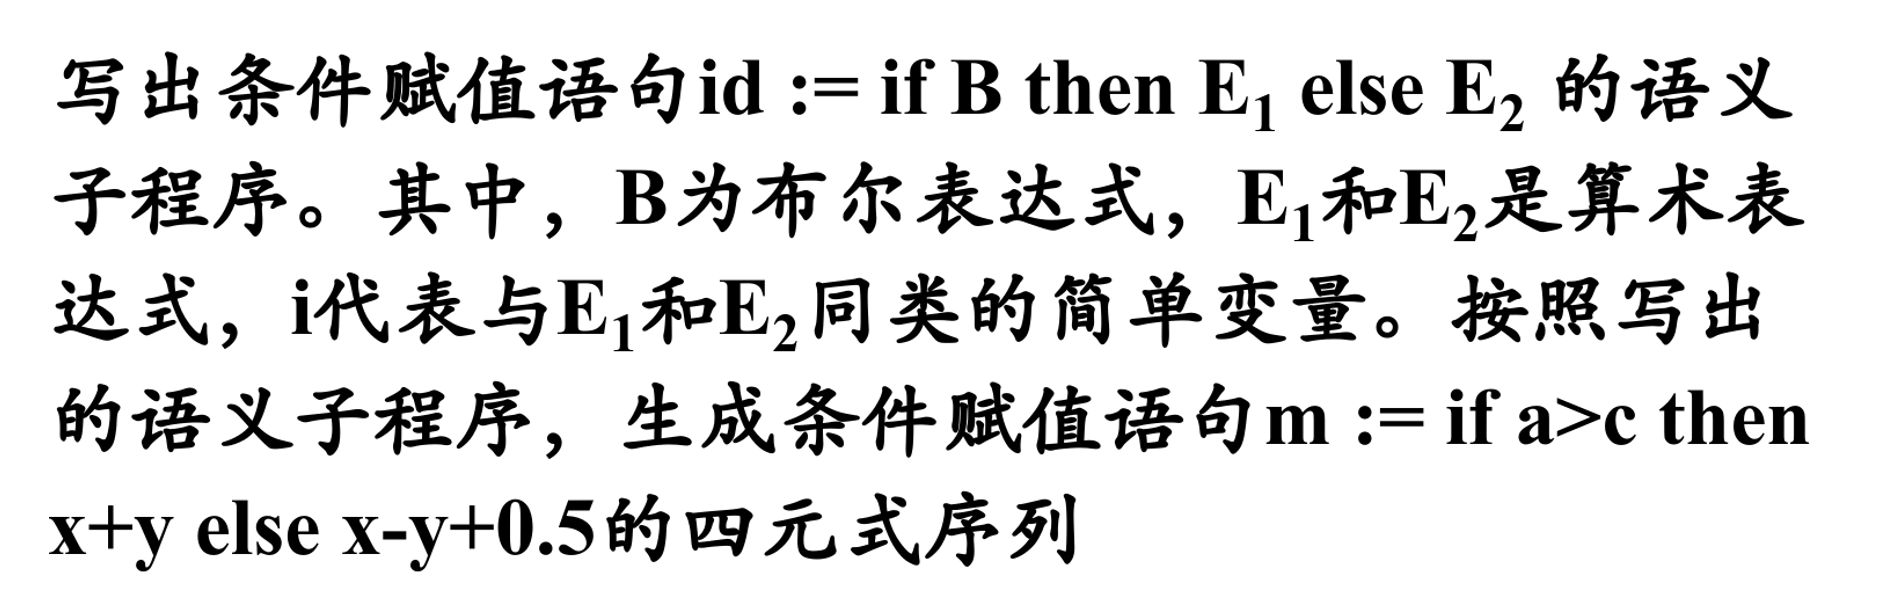 写出条件赋值语句id := if B then E₁ else E₂ 的语义
子程序。其中，B为布尔表达式，E₁和E₂是算术表
达式，i代表与E₁和E₂同类的简单变量。按照写出
的语义子程序，生成条件赋值语句m := if a>c then
x+y else x-y+0.5的四元式序列